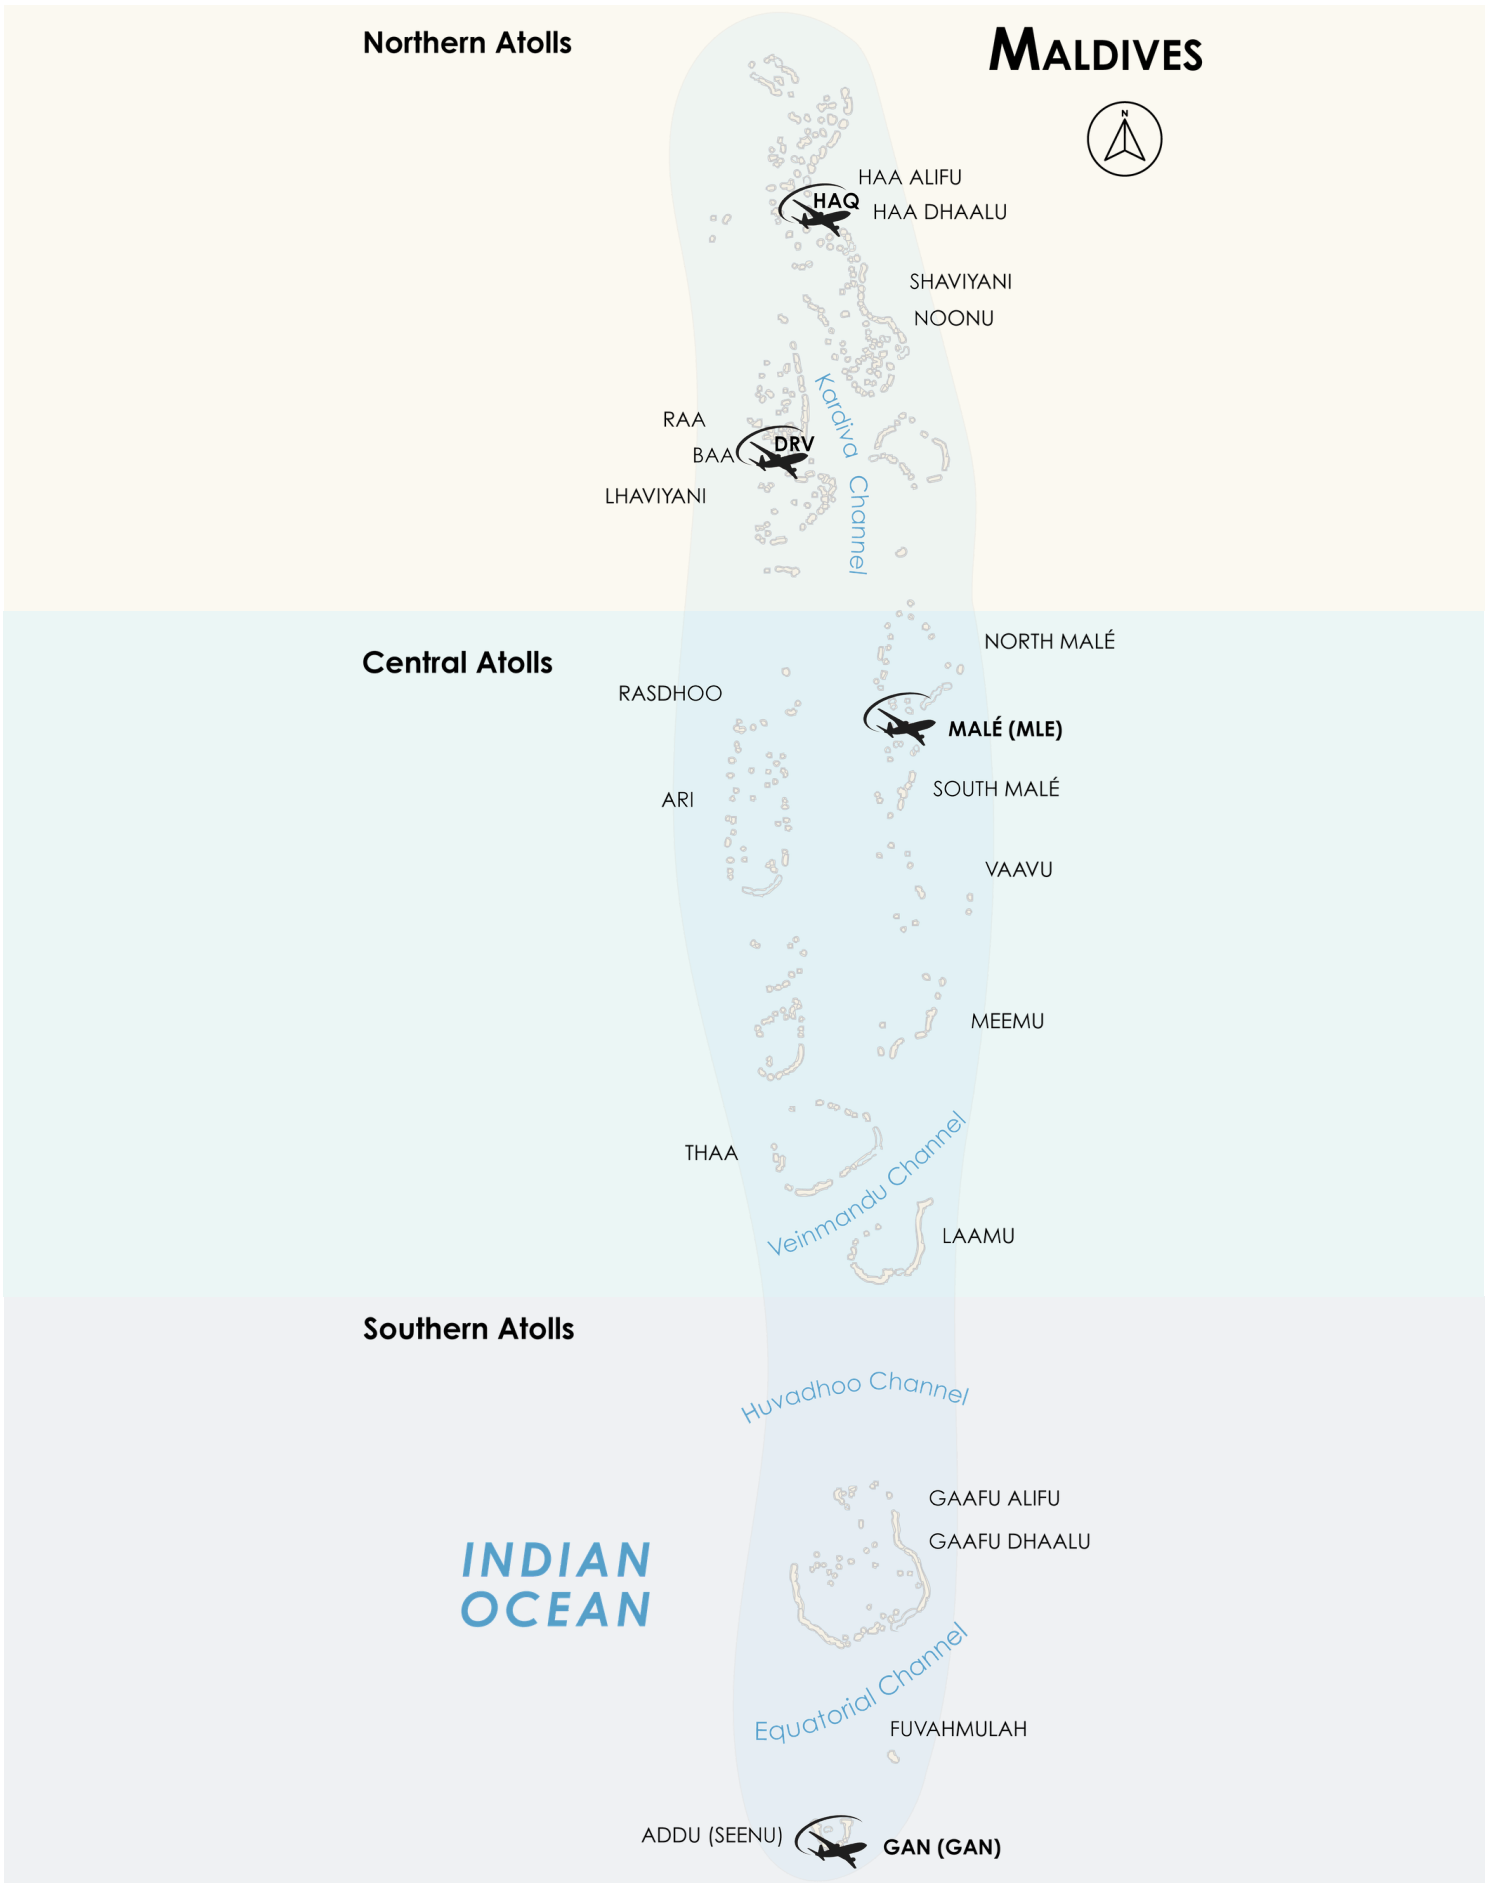 Northern Atolls
MALDIVES
N
HAA ALIFU
HAQ
HAA DHAALU
SHAVIYANI
NOONU
Kardiva Channel
RAA
DRV
BAA
LHAVIYANI
Central Atolls
NORTH MALÉ
RASDHOO
MALÉ (MLE)
SOUTH MALÉ
ARI
VAAVU
MEEMU
THAA
Veinmandu Channel
LAAMU
Southern Atolls
Huvadhoo Channel
GAAFU ALIFU
GAAFU DHAALU
INDIAN
OCEAN
Equatorial Channel
FUVAHMULAH
ADDU (SEENU)
GAN (GAN)